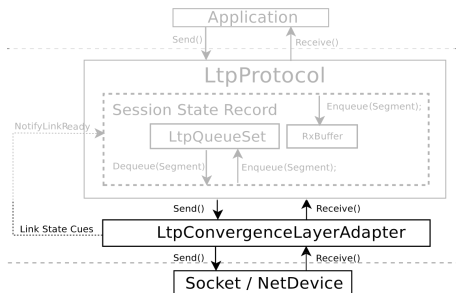 Application
Send()
Receive()
LtpProtocol
Session State Record
Enqueue(Segment);
NotifyLinkReady
LtpQueueSet
RxBuffer
Dequeue(Segment)
Enqueue(Segment);
Send()
Receive()
Link State Cues
LtpConvergenceLayerAdapter
Send()
Receive()
Socket / NetDevice